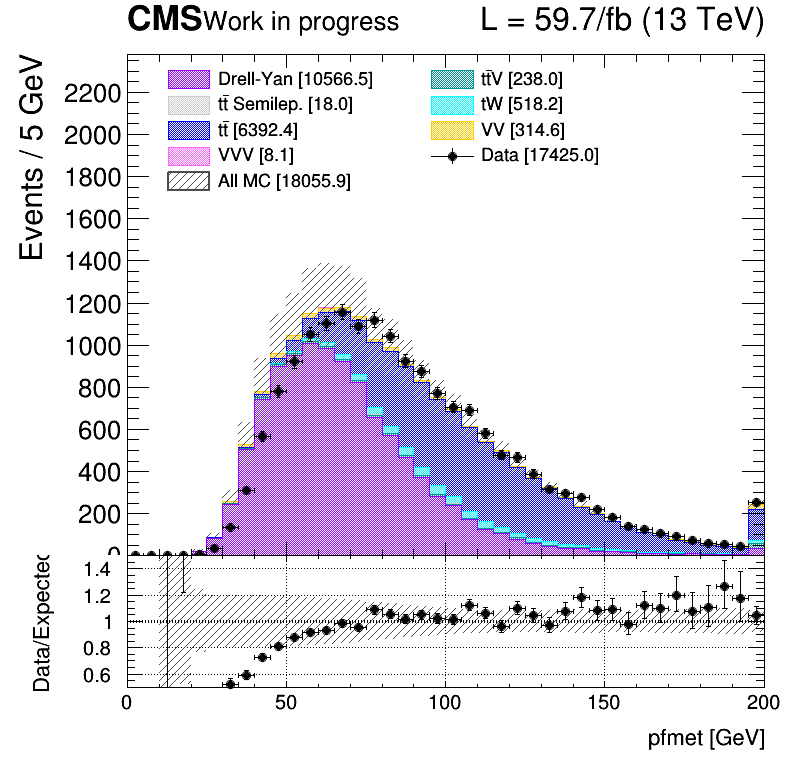 CMS Work in progress L = 59.7/fb (13 TeV)
Events / 5 GeV
Drell-Yan [10566.5]
tt̄ Semilep. [18.0]
tt̄ [6392.4]
VVV [8.1]
All MC [18055.9]
tt̄V [238.0]
tW [518.2]
VV [314.6]
Data [17425.0]
2200
2000
1800
1600
1400
1200
1000
800
600
400
200
0
Data/Expected
1.4
1.2
1
0.8
0.6
0 50 100 150 200
pfmet [GeV]